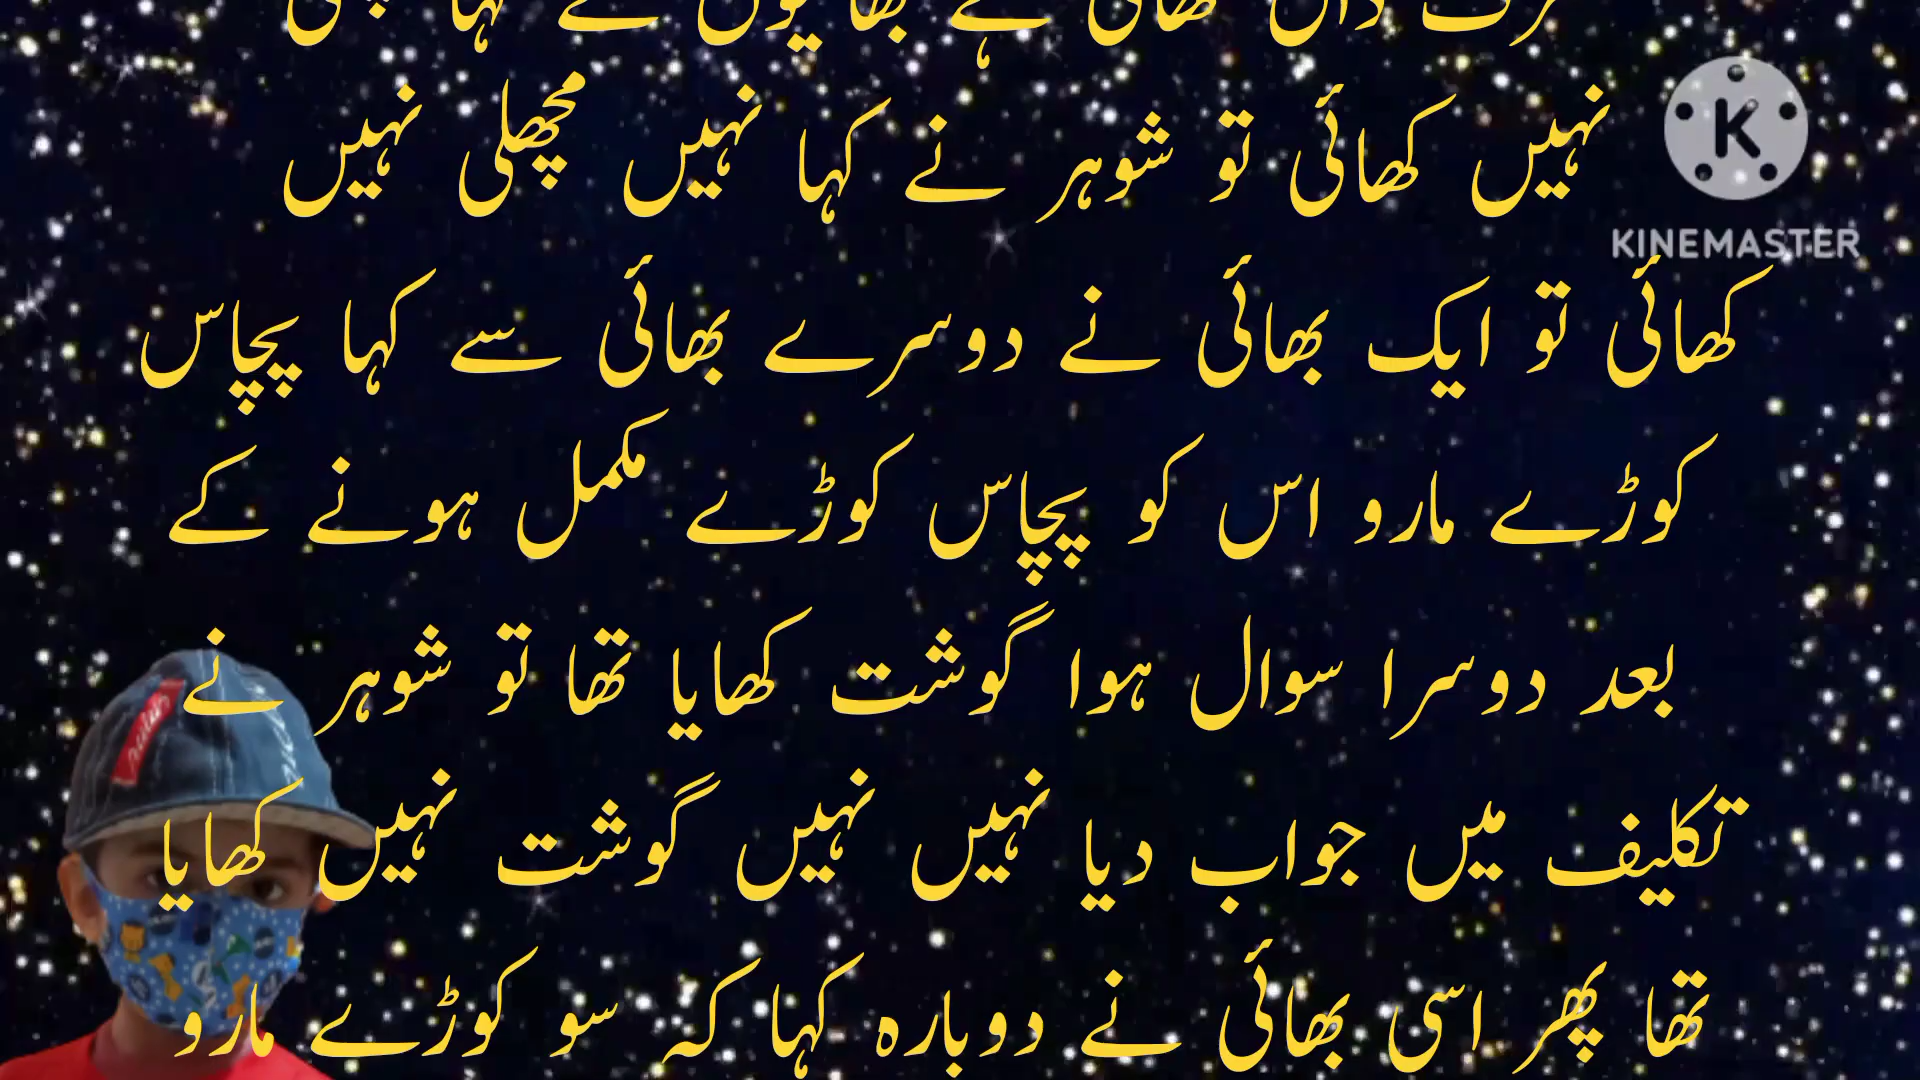 نہیں کھائی تو شوہر نے کہا نہیں مچھلی نہیں
KINEMASTER
کھائی تو ایک بھائی نے دوسرے بھائی سے کہا پچاس
کوڑے مارو اس کو پچاس کوڑے مکمل ہونے کے
بعد دوسرا سوال ہوا گوشت کھایا تھا تو شوہر نے
تکلیف میں جواب دیا نہیں نہیں گوشت نہیں کھایا
تھا پھر اسی بھائی نے دوبارہ کہا کہ سو کوڑے مارو